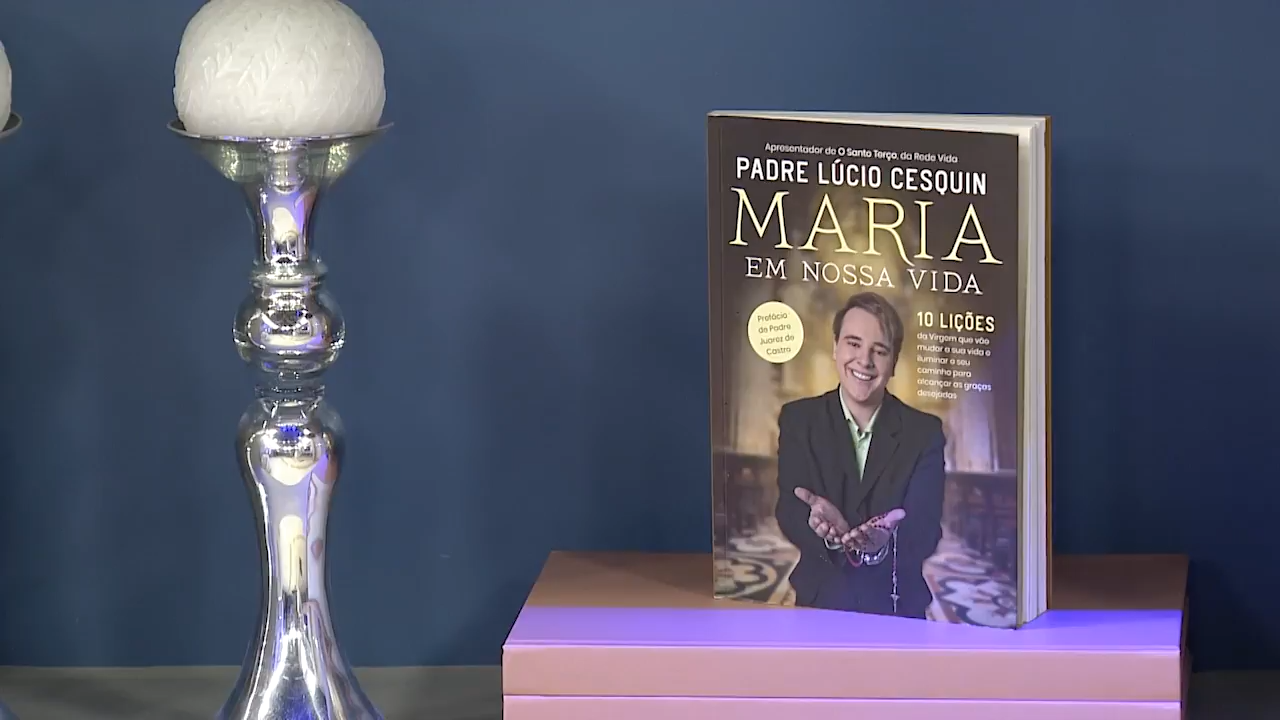 Apresentador de O Santo Terço, da Rede Vida
PADRE LÚCIO CESQUIN
MARIA
EM NOSSA VIDA
Prefácio
de Padre
Juarez de
Castro
10 LIÇÕES
da Virgem que vão
mudar a sua vida e
iluminar o seu
caminho para
alcançar as graças
desejadas